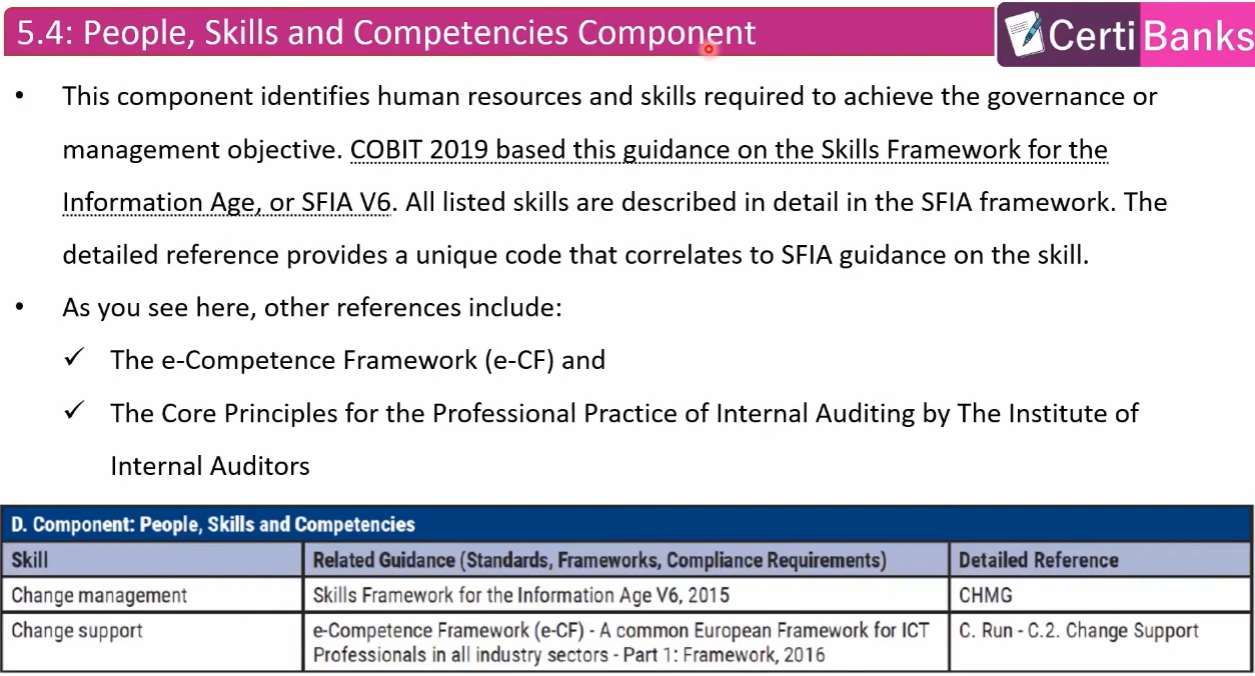 5.4: People, Skills and Competencies Component
Certi Banks
• This component identifies human resources and skills required to achieve the governance or
management objective. COBIT 2019 based this guidance on the Skills Framework for the
Information Age, or SFIA V6. All listed skills are described in detail in the SFIA framework. The
detailed reference provides a unique code that correlates to SFIA guidance on the skill.
• As you see here, other references include:
✓ The e-Competence Framework (e-CF) and
✓ The Core Principles for the Professional Practice of Internal Auditing by The Institute of
Internal Auditors
D. Component: People, Skills and Competencies
Skill Related Guidance (Standards, Frameworks, Compliance Requirements) Detailed Reference
Change management Skills Framework for the Information Age V6, 2015 CHMG
Change support e-Competence Framework (e-CF) - A common European Framework for ICT C. Run - C.2. Change Support
Professionals in all industry sectors - Part 1: Framework, 2016